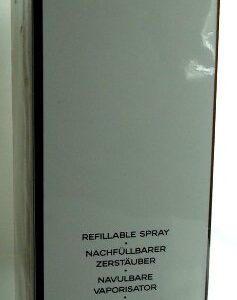 REFILLABLE SPRAY
•
NACHFÜLLBARER
ZERSTÄUBER
•
NAVULBARE
VAPORISATOR
•